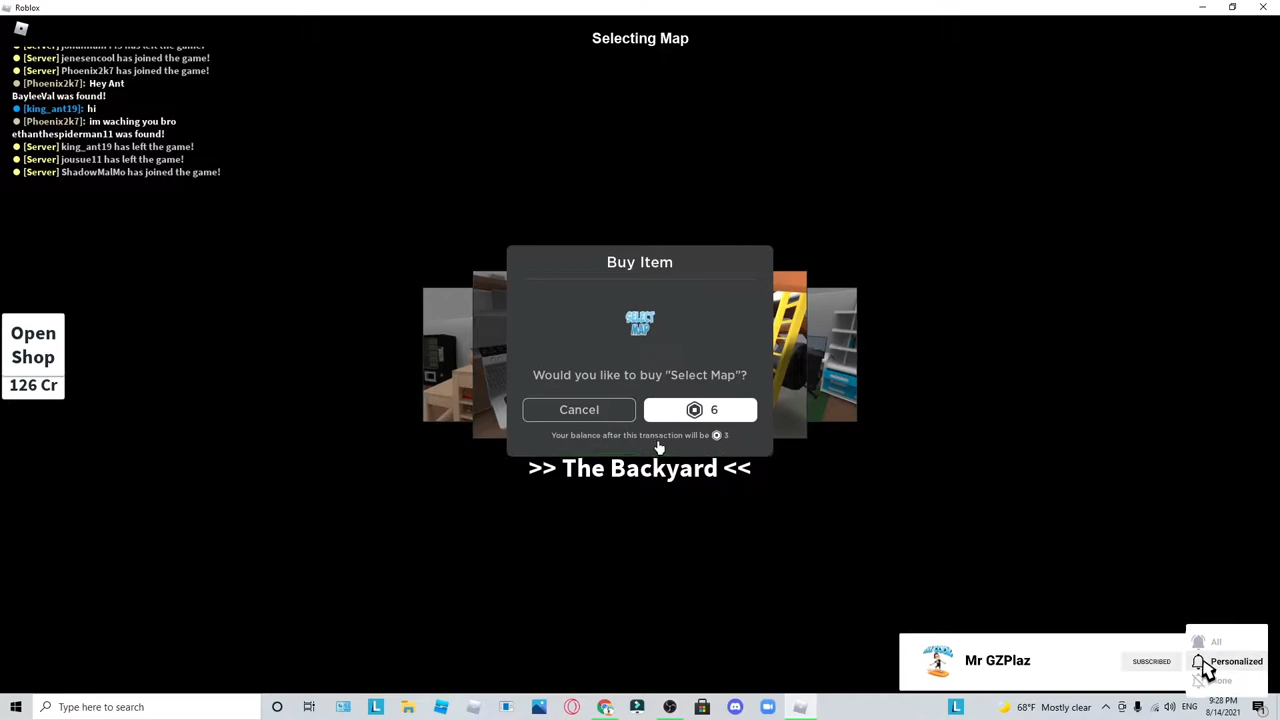 Roblox
Selecting Map
[Server] jenesencool has joined the game!
[Server] Phoenix2k7 has joined the game!
[Phoenix2k7]: Hey Ant
BayleeVal was found!
[king_ant19]: hi
[Phoenix2k7]: im waching you bro
ethanthespiderman11 was found!
[Server] king_ant19 has left the game!
[Server] jousue11 has left the game!
[Server] ShadowMalMo has joined the game!
Open
Shop
126 Cr
Buy Item
SELECT
MAP
Would you like to buy "Select Map"?
Cancel
6
Your balance after this transaction will be 3
>> The Backyard <<
Mr GZPlaz
SUBSCRIBED
All
Personalized
Type here to search
68°F Mostly clear
ENG
9:28 PM
8/14/2021